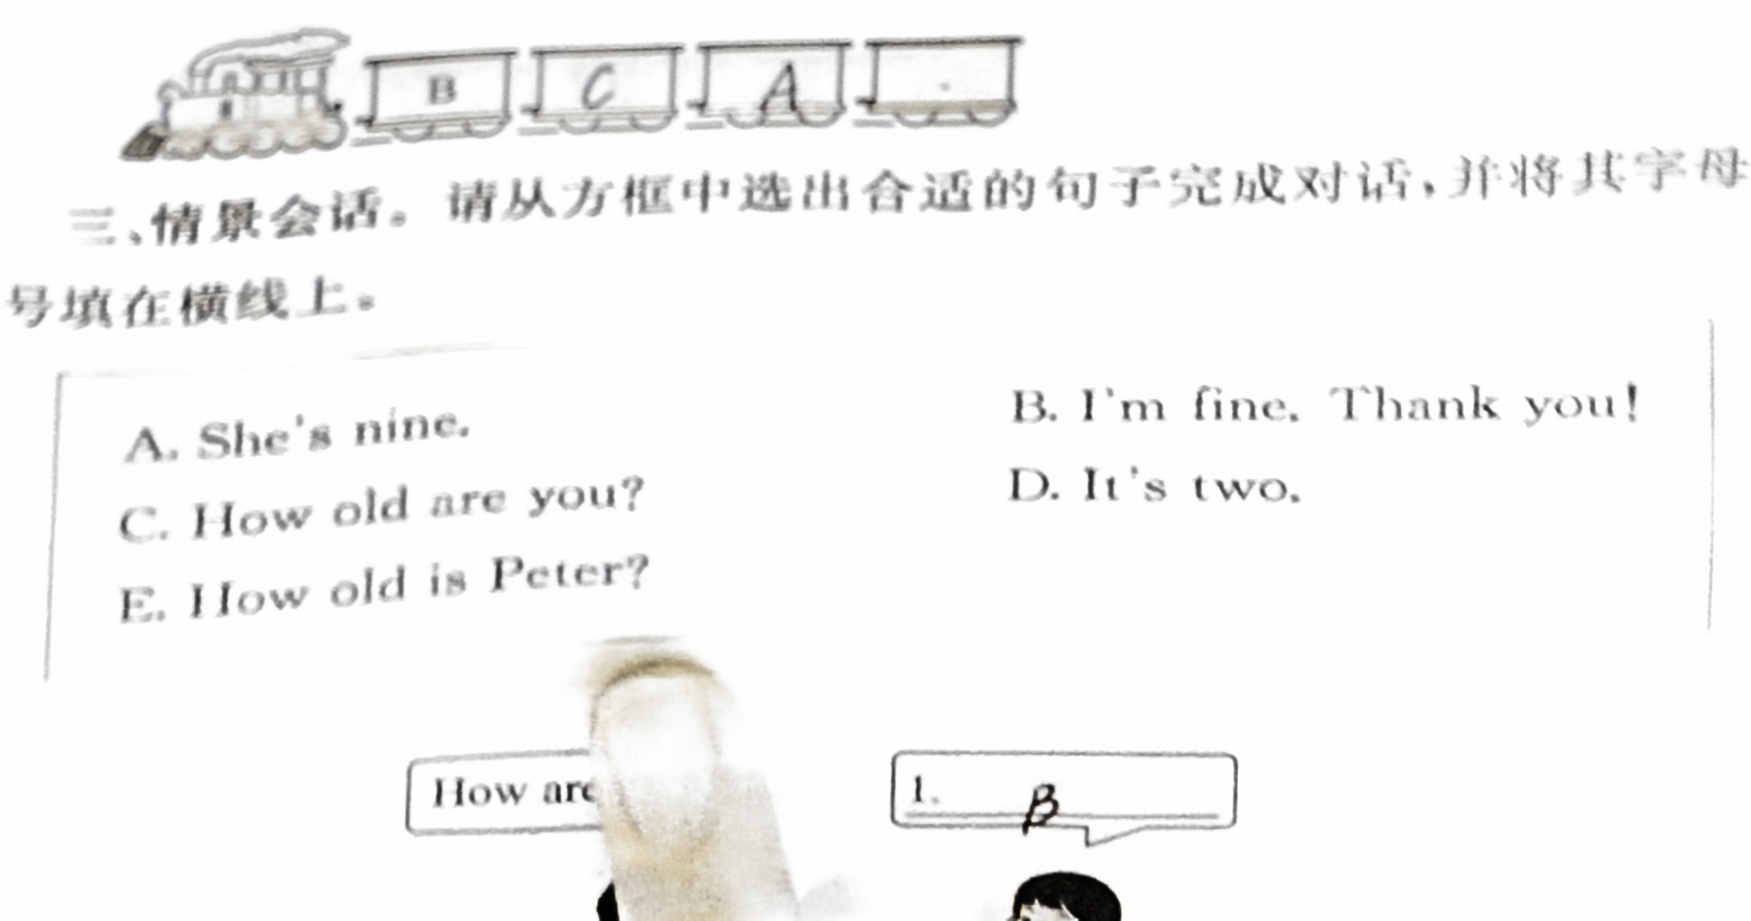 B C A
三、情景会话。请从方框中选出合适的句子完成对话，并将其字母
号填在横线上。
A. She's nine. B. I'm fine. Thank you!
C. How old are you? D. It's two.
E. How old is Peter?
How are 1. B